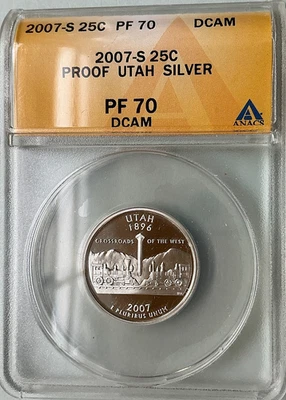 2007-S 25C PF 70 DCAM
2007-S 25C
PROOF UTAH SILVER
PF 70
DCAM
ANACS
UTAH
1896
CROSSROADS OF THE WEST
2007
E PLURIBUS UNUM